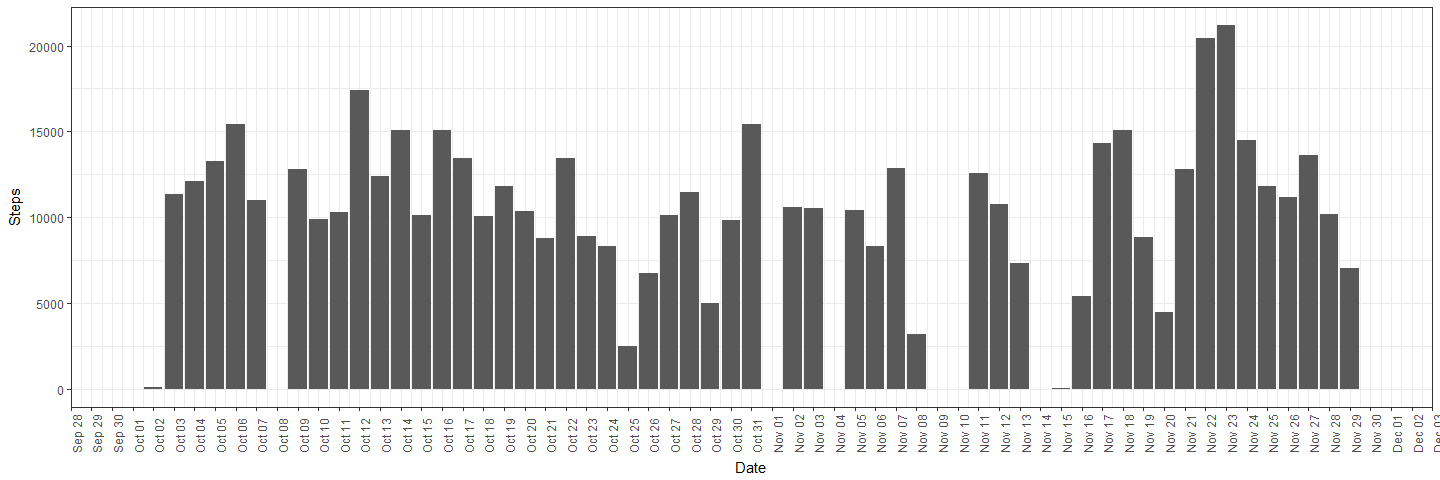 20000
15000
10000
5000
0
Steps
Sep 28
Sep 29
Sep 30
Oct 01
Oct 02
Oct 03
Oct 04
Oct 05
Oct 06
Oct 07
Oct 08
Oct 09
Oct 10
Oct 11
Oct 12
Oct 13
Oct 14
Oct 15
Oct 16
Oct 17
Oct 18
Oct 19
Oct 20
Oct 21
Oct 22
Oct 23
Oct 24
Oct 25
Oct 26
Oct 27
Oct 28
Oct 29
Oct 30
Oct 31
Nov 01
Nov 02
Nov 03
Nov 04
Nov 05
Nov 06
Nov 07
Nov 08
Nov 09
Nov 10
Nov 11
Nov 12
Nov 13
Nov 14
Nov 15
Nov 16
Nov 17
Nov 18
Nov 19
Nov 20
Nov 21
Nov 22
Nov 23
Nov 24
Nov 25
Nov 26
Nov 27
Nov 28
Nov 29
Nov 30
Dec 01
Dec 02
Dec 03
Date